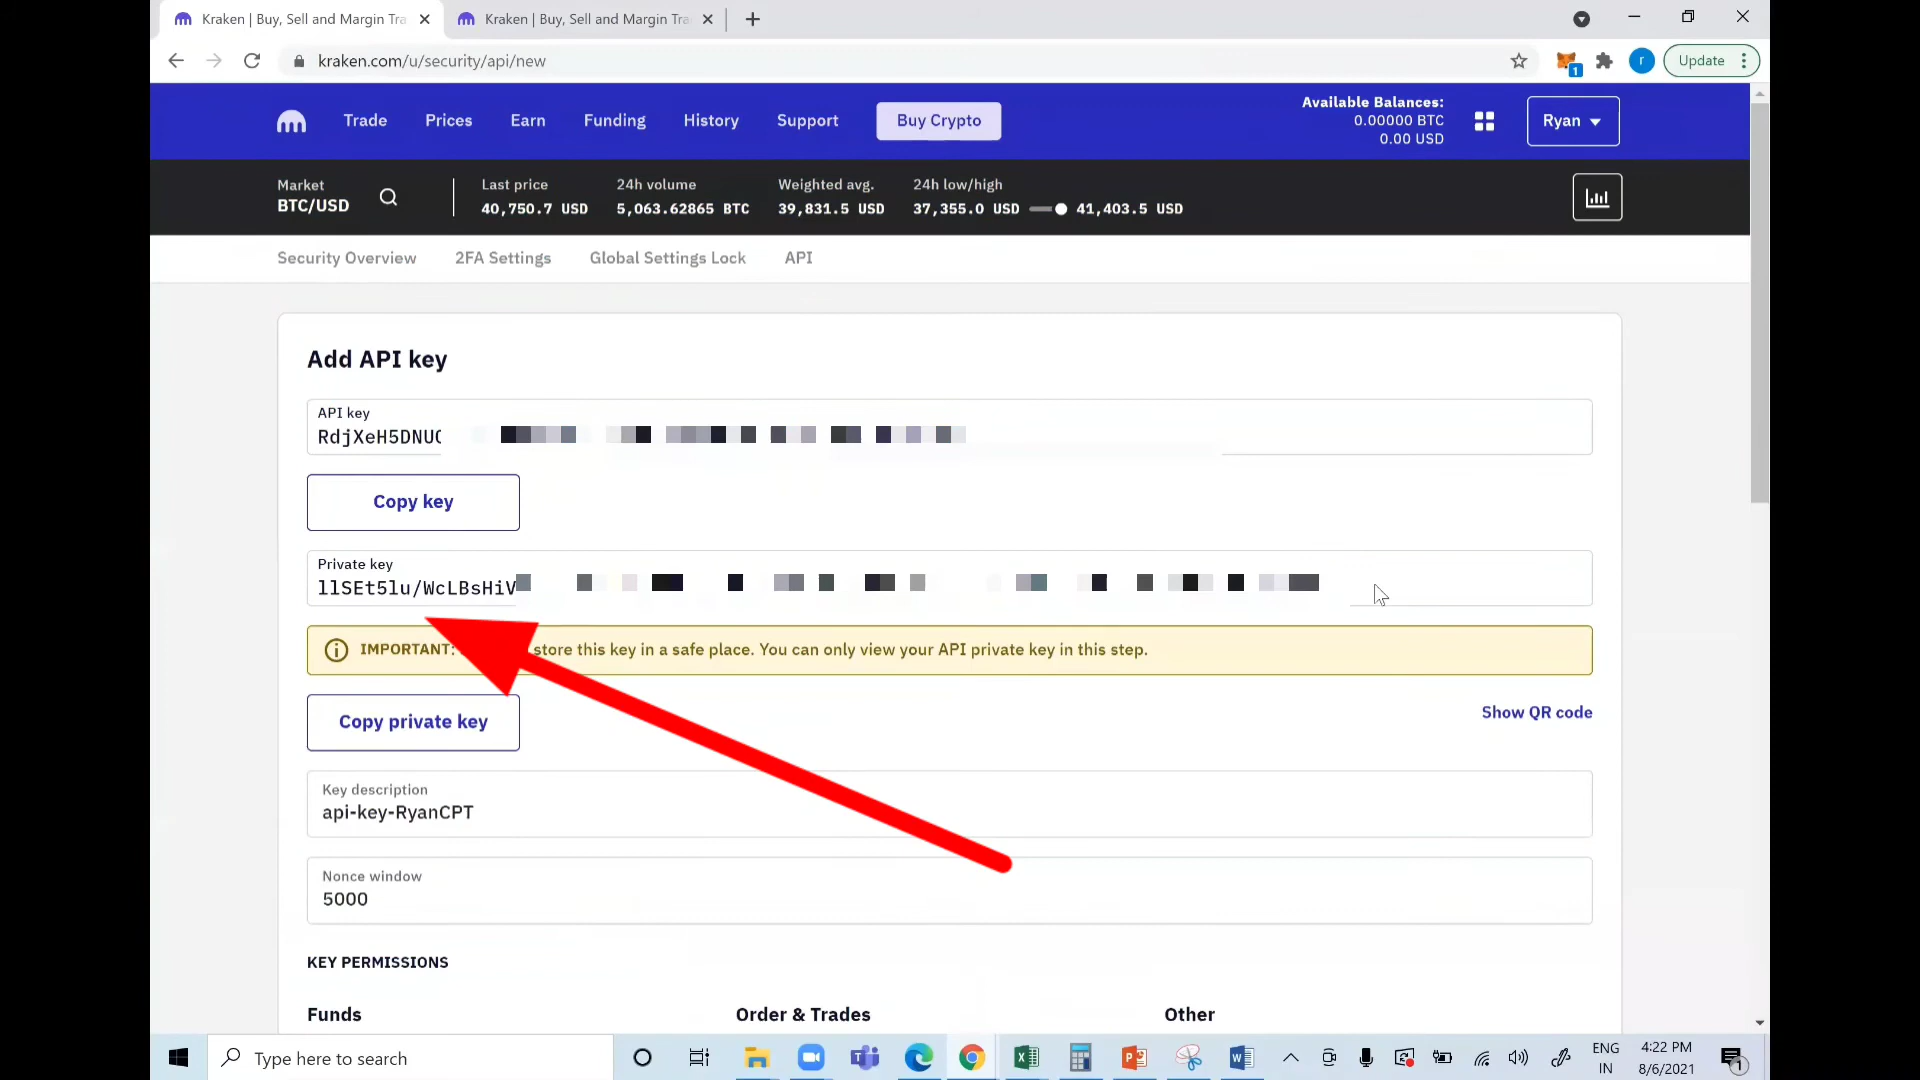 Kraken | Buy, Sell and Margin Tra
Kraken | Buy, Sell and Margin Tra
kraken.com/u/security/api/new
1
r
Update
Trade
Prices
Earn
Funding
History
Support
Buy Crypto
Available Balances:
0.00000 BTC
0.00 USD
Ryan
Market
BTC/USD
Last price
40,750.7 USD
24h volume
5,063.62865 BTC
Weighted avg.
39,831.5 USD
24h low/high
37,355.0 USD
41,403.5 USD
Security Overview
2FA Settings
Global Settings Lock
API
Add API key
API key
RdjXeH5DNU
Copy key
Private key
llSEt5lu/WcLBsHiV
IMPORTANT:
store this key in a safe place. You can only view your API private key in this step.
Copy private key
Show QR code
Key description
api-key-RyanCPT
Nonce window
5000
KEY PERMISSIONS
Funds
Order & Trades
Other
Type here to search
ENG
IN
4:22 PM
8/6/2021
1